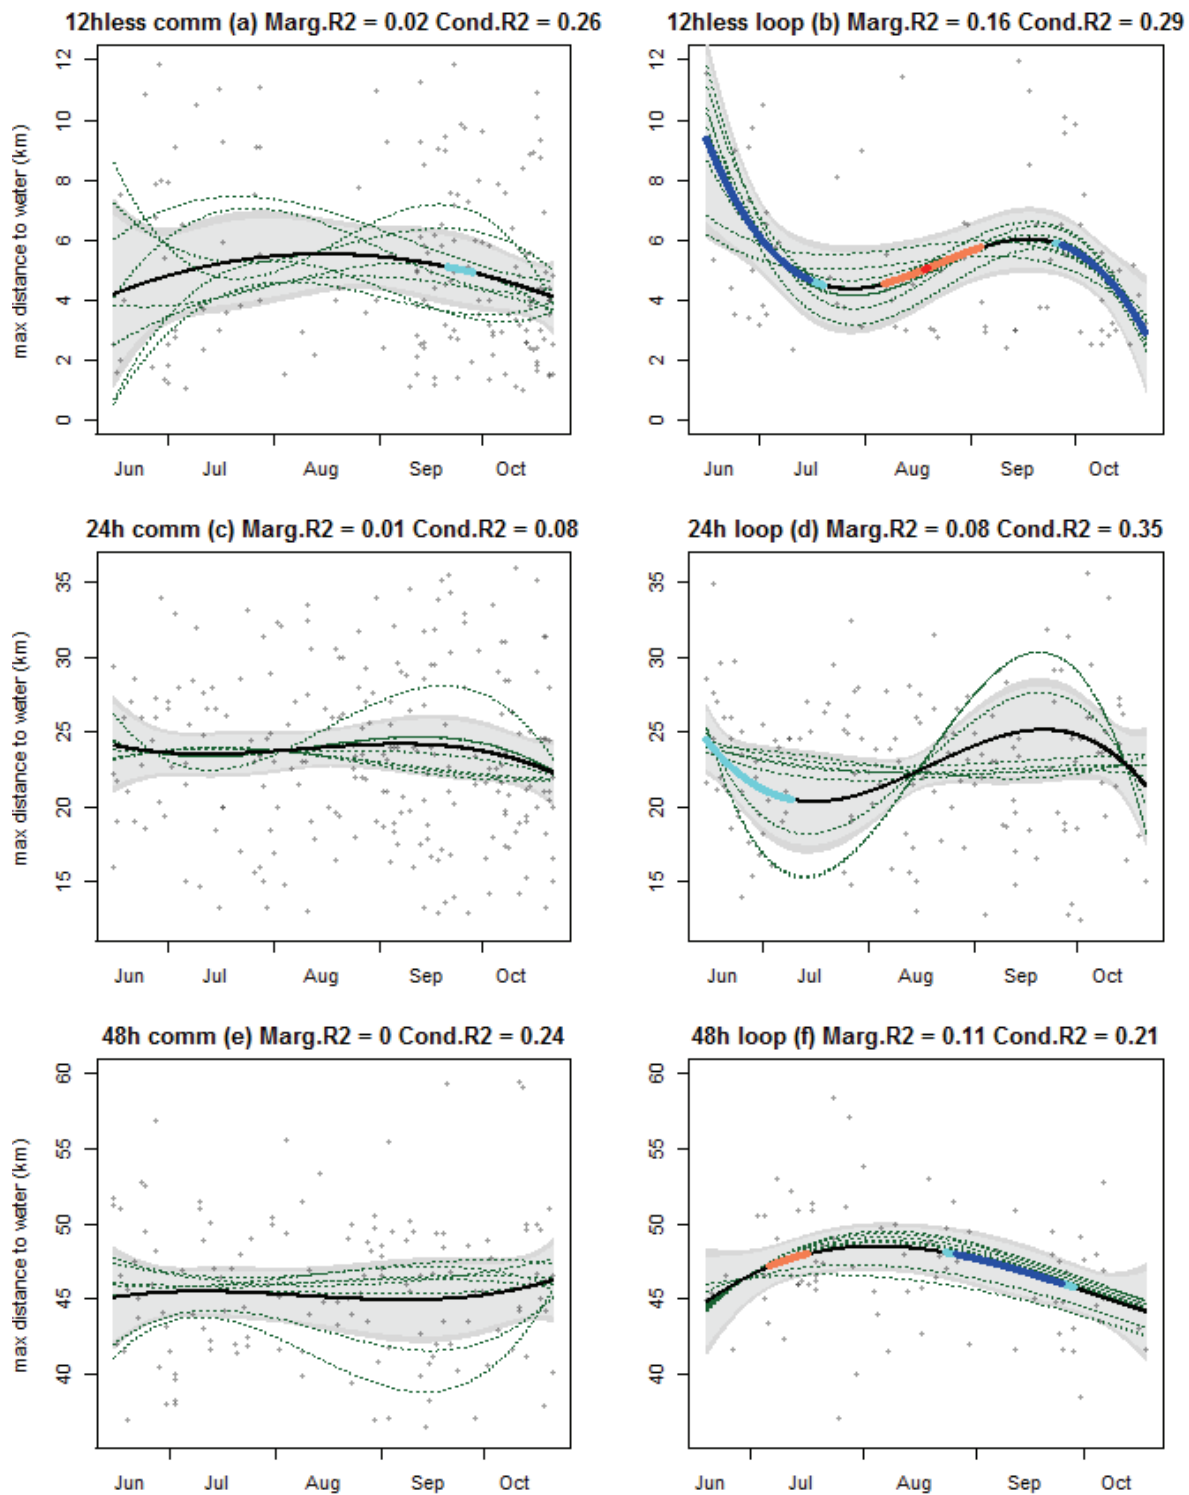 12hless comm (a) Marg.R2 = 0.02 Cond.R2 = 0.26
12hless loop (b) Marg.R2 = 0.16 Cond.R2 = 0.29
max distance to water (km)
12
10
8
6
4
2
0
Jun Jul Aug Sep Oct
12
10
8
6
4
2
0
Jun Jul Aug Sep Oct
24h comm (c) Marg.R2 = 0.01 Cond.R2 = 0.08
24h loop (d) Marg.R2 = 0.08 Cond.R2 = 0.35
max distance to water (km)
35
30
25
20
15
Jun Jul Aug Sep Oct
35
30
25
20
15
Jun Jul Aug Sep Oct
48h comm (e) Marg.R2 = 0 Cond.R2 = 0.24
48h loop (f) Marg.R2 = 0.11 Cond.R2 = 0.21
max distance to water (km)
60
55
50
45
40
Jun Jul Aug Sep Oct
60
55
50
45
40
Jun Jul Aug Sep Oct